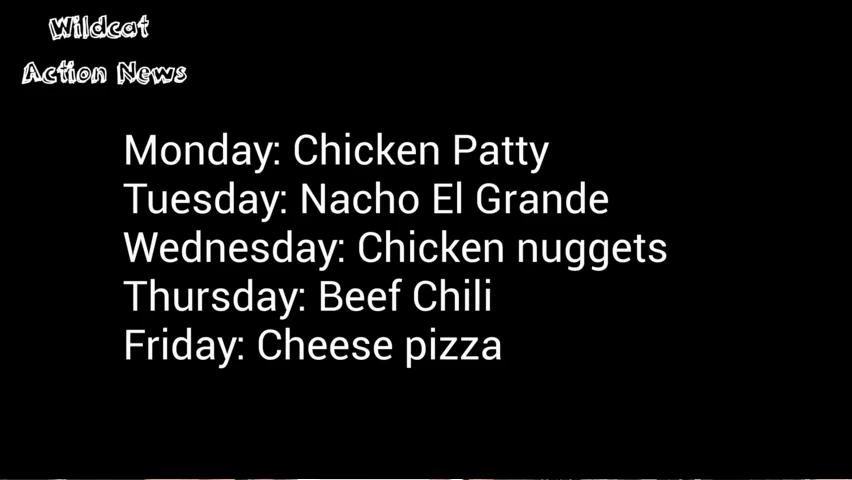 Wildcat
Action News
Monday: Chicken Patty
Tuesday: Nacho El Grande
Wednesday: Chicken nuggets
Thursday: Beef Chili
Friday: Cheese pizza